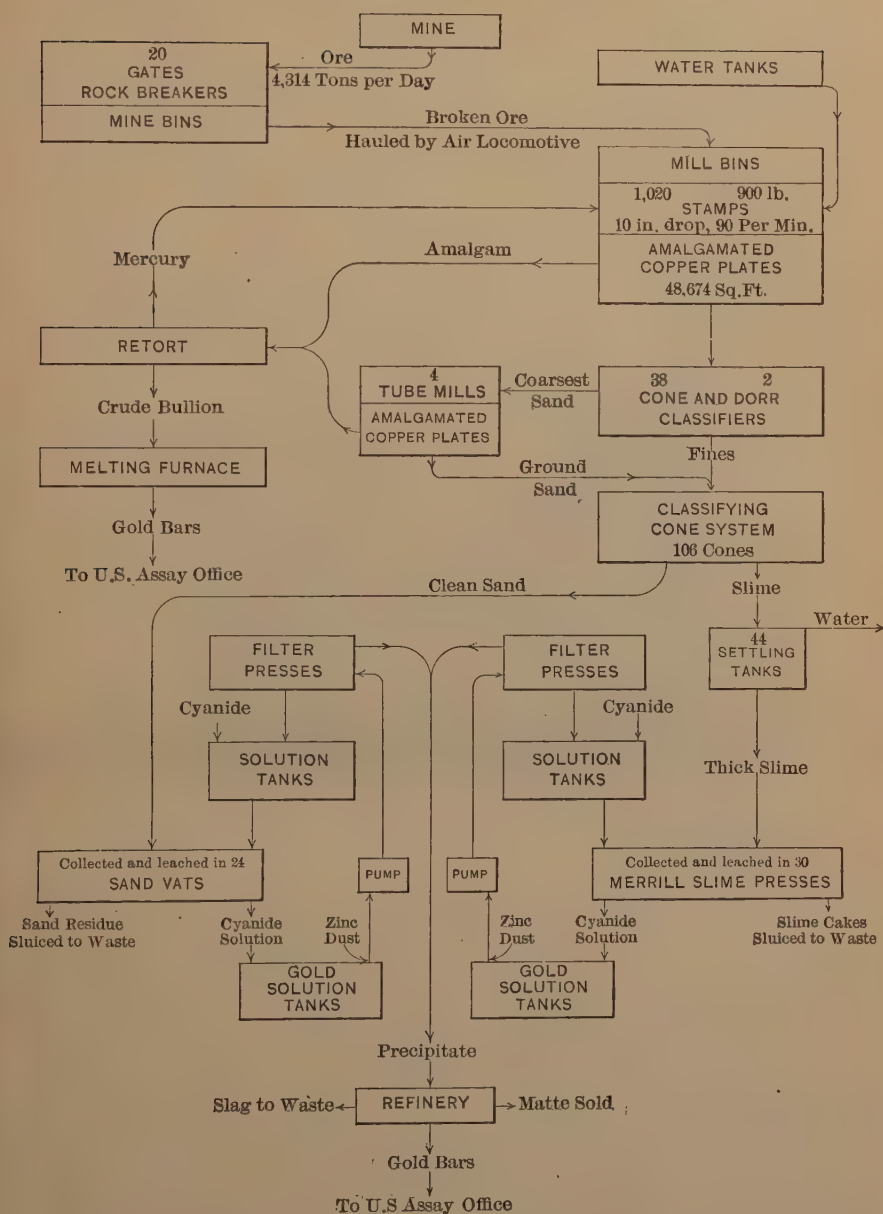 MINE
20
GATES
ROCK BREAKERS
MINE BINS
Ore
4,314 Tons per Day
WATER TANKS
Broken Ore
Hauled by Air Locomotive
MILL BINS
1,020 900 lb.
STAMPS
10 in. drop, 90 Per Min.
AMALGAMATED
COPPER PLATES
48,674 Sq.Ft.
Mercury
Amalgam
RETORT
4
TUBE MILLS
AMALGAMATED
COPPER PLATES
Coarsest
Sand
38 2
CONE AND DORR
CLASSIFIERS
Crude Bullion
Fines
MELTING FURNACE
Ground
Sand
CLASSIFYING
CONE SYSTEM
106 Cones
Gold Bars
To U.S. Assay Office
Clean Sand
Slime
Water
FILTER
PRESSES
FILTER
PRESSES
44
SETTLING
TANKS
Cyanide
Cyanide
SOLUTION
TANKS
SOLUTION
TANKS
Thick Slime
Collected and leached in 24
SAND VATS
PUMP
PUMP
Collected and leached in 30
MERRILL SLIME PRESSES
Sand Residue
Sluiced to Waste
Cyanide
Solution
Zinc
Dust
Zinc
Dust
Cyanide
Solution
Slime Cakes
Sluiced to Waste
GOLD
SOLUTION
TANKS
GOLD
SOLUTION
TANKS
Precipitate
Slag to Waste
REFINERY
Matte Sold
Gold Bars
To U.S Assay Office